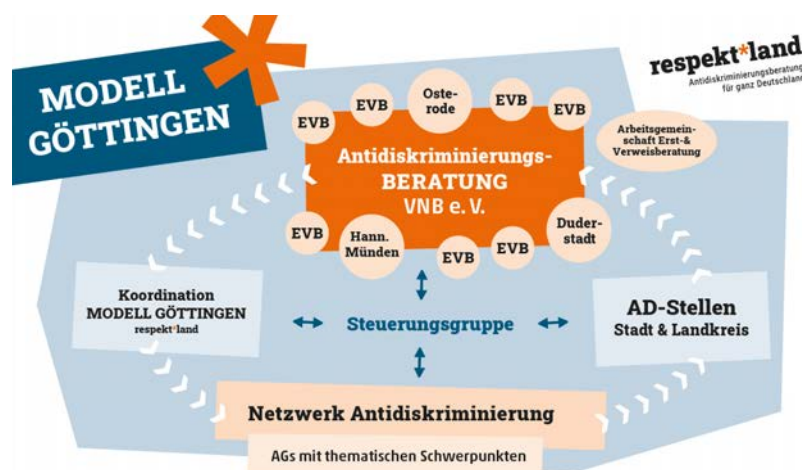 MODELL
GÖTTINGEN
respekt*land
Antidiskriminierungsberatung
für ganz Deutschland
EVB
EVB
Oste-
rode
EVB
EVB
Arbeitsgemein-
schaft Erst-&
Verweisberatung
Antidiskriminierungs-
BERATUNG
VNB e. V.
EVB
Hann.
Münden
EVB
EVB
Duder-
stadt
Koordination
MODELL GÖTTINGEN
respekt*land
Steuerungsgruppe
AD-Stellen
Stadt & Landkreis
Netzwerk Antidiskriminierung
AGs mit thematischen Schwerpunkten